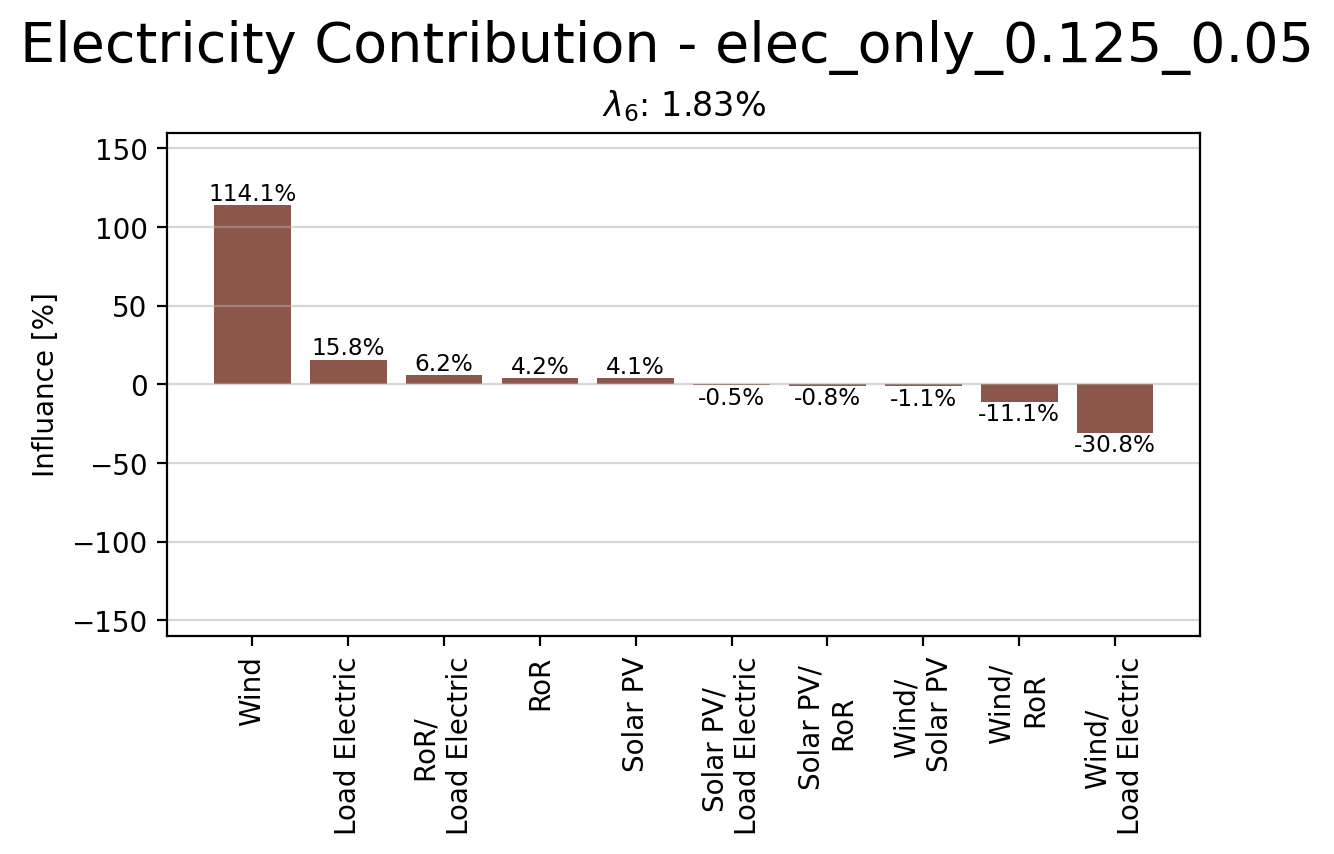 Electricity Contribution - elec_only_0.125_0.05
λ₆: 1.83%
Influance [%]
150
100
50
0
−50
−100
−150
114.1%
15.8%
6.2%
4.2%
4.1%
-0.5%
-0.8%
-1.1%
-11.1%
-30.8%
Wind
Load Electric
RoR/
Load Electric
RoR
Solar PV
Solar PV/
Load Electric
Solar PV/
RoR
Wind/
Solar PV
Wind/
RoR
Wind/
Load Electric